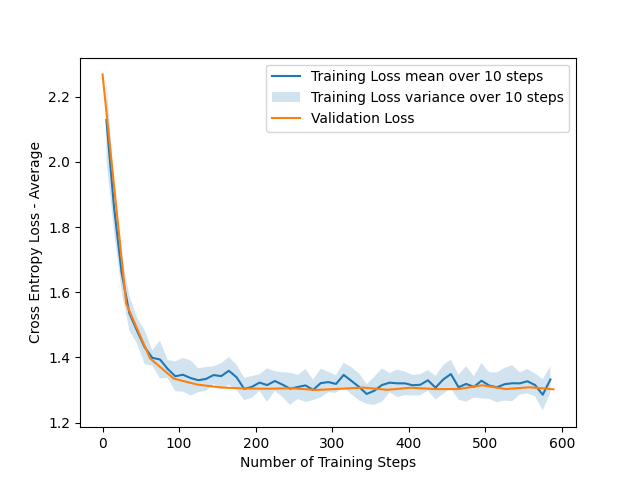 Training Loss mean over 10 steps
Training Loss variance over 10 steps
Validation Loss
Cross Entropy Loss - Average
2.2
2.0
1.8
1.6
1.4
1.2
0 100 200 300 400 500 600
Number of Training Steps